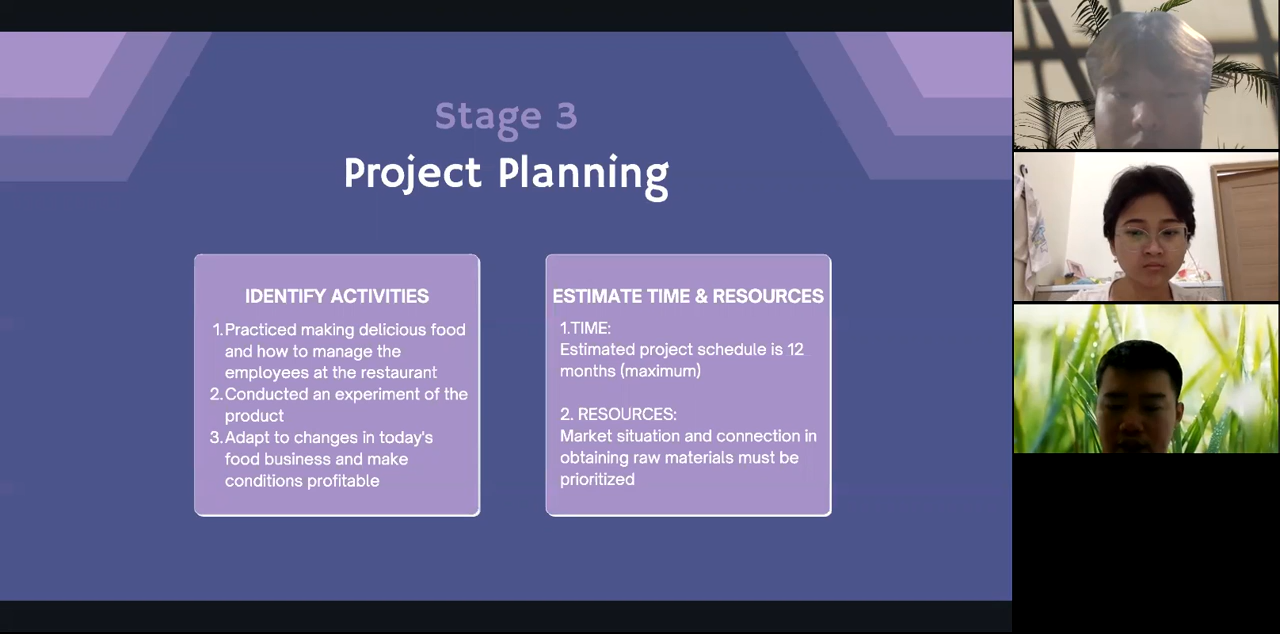 Stage 3
Project Planning
IDENTIFY ACTIVITIES
1.Practiced making delicious food
and how to manage the
employees at the restaurant
2.Conducted an experiment of the
product
3.Adapt to changes in today's
food business and make
conditions profitable
ESTIMATE TIME & RESOURCES
1.TIME:
Estimated project schedule is 12
months (maximum)
2. RESOURCES:
Market situation and connection in
obtaining raw materials must be
prioritized